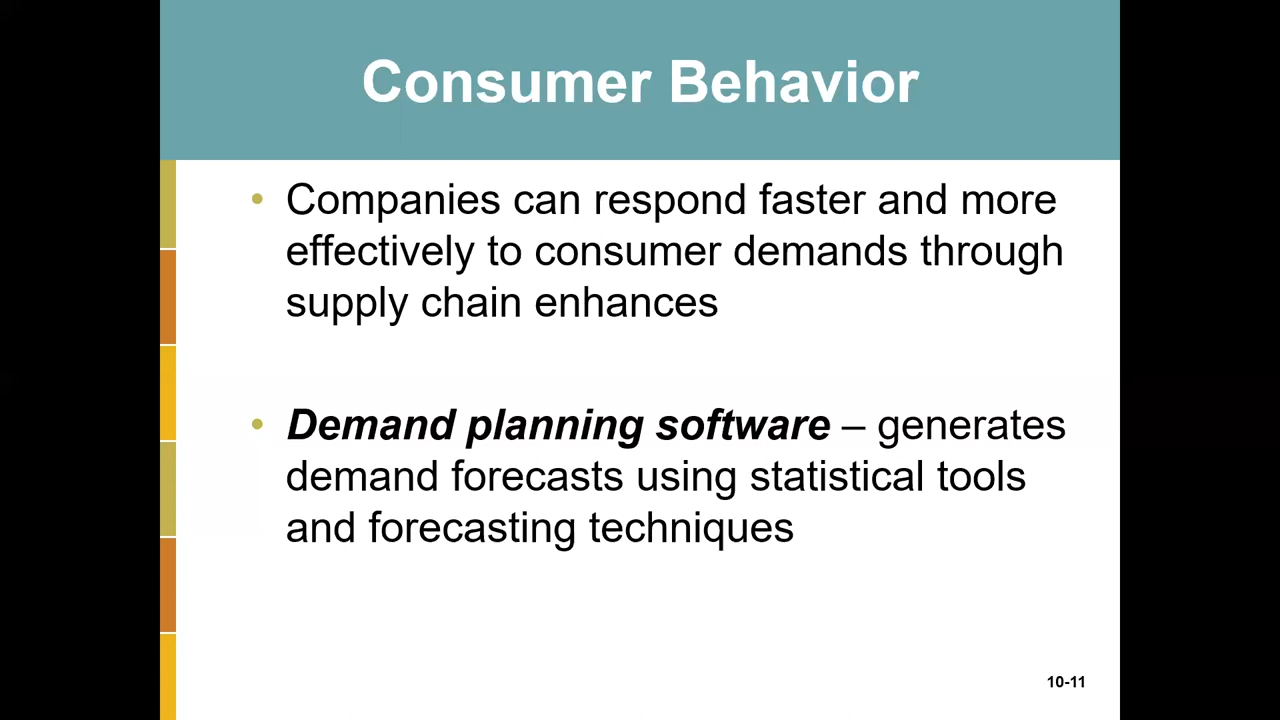 Consumer Behavior
• Companies can respond faster and more
effectively to consumer demands through
supply chain enhances
• Demand planning software – generates
demand forecasts using statistical tools
and forecasting techniques
10-11